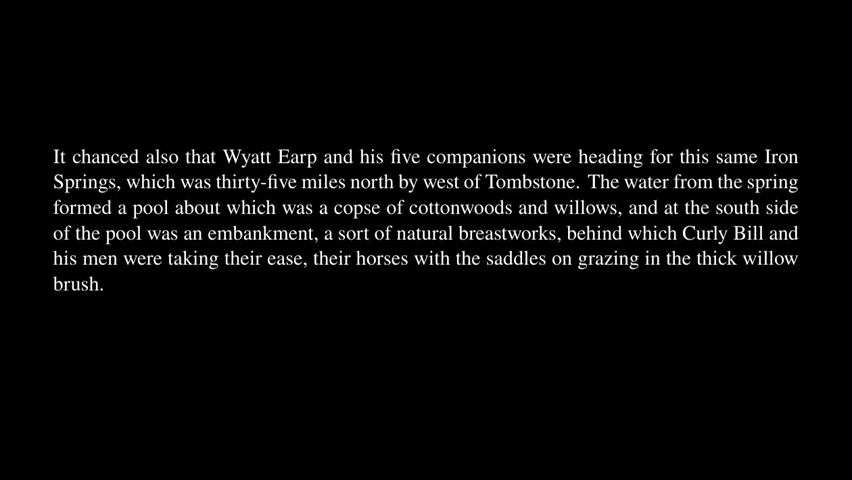 It chanced also that Wyatt Earp and his five companions were heading for this same Iron
Springs, which was thirty-five miles north by west of Tombstone. The water from the spring
formed a pool about which was a copse of cottonwoods and willows, and at the south side
of the pool was an embankment, a sort of natural breastworks, behind which Curly Bill and
his men were taking their ease, their horses with the saddles on grazing in the thick willow
brush.